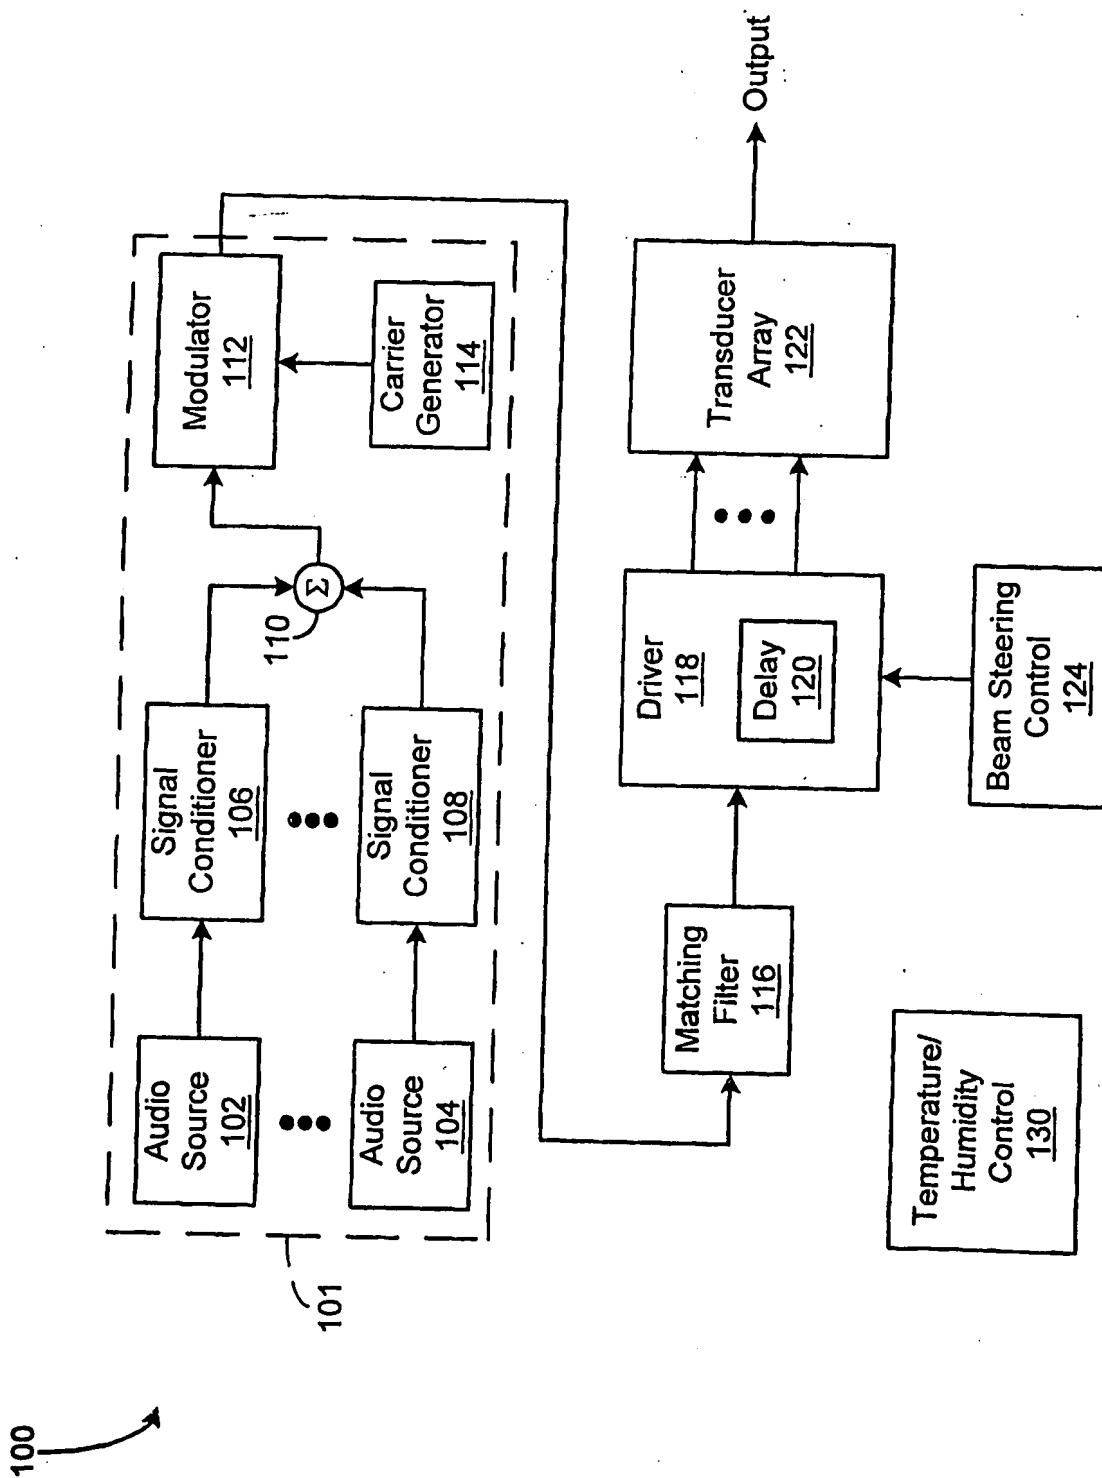 100
101
Audio
Source
102
Signal
Conditioner
106
Modulator
112
110
Σ
Audio
Source
104
Signal
Conditioner
108
Carrier
Generator
114
Matching
Filter
116
Driver
118
Delay
120
Transducer
Array
122
Output
Temperature/
Humidity
Control
130
Beam Steering
Control
124